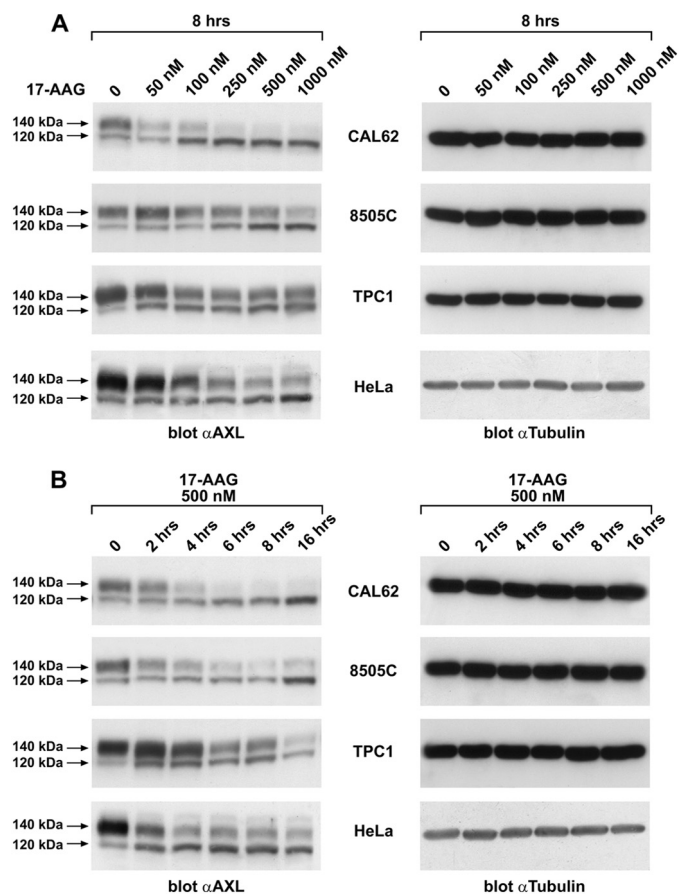 A
8 hrs
8 hrs
17-AAG 0 50 nM 100 nM 250 nM 500 nM 1000 nM
0 50 nM 100 nM 250 nM 500 nM 1000 nM
140 kDa
120 kDa
CAL62
140 kDa
120 kDa
8505C
140 kDa
120 kDa
TPC1
140 kDa
120 kDa
HeLa
blot αAXL
blot αTubulin
B
17-AAG
500 nM
17-AAG
500 nM
0 2 hrs 4 hrs 6 hrs 8 hrs 16 hrs
0 2 hrs 4 hrs 6 hrs 8 hrs 16 hrs
140 kDa
120 kDa
CAL62
140 kDa
120 kDa
8505C
140 kDa
120 kDa
TPC1
140 kDa
120 kDa
HeLa
blot αAXL
blot αTubulin